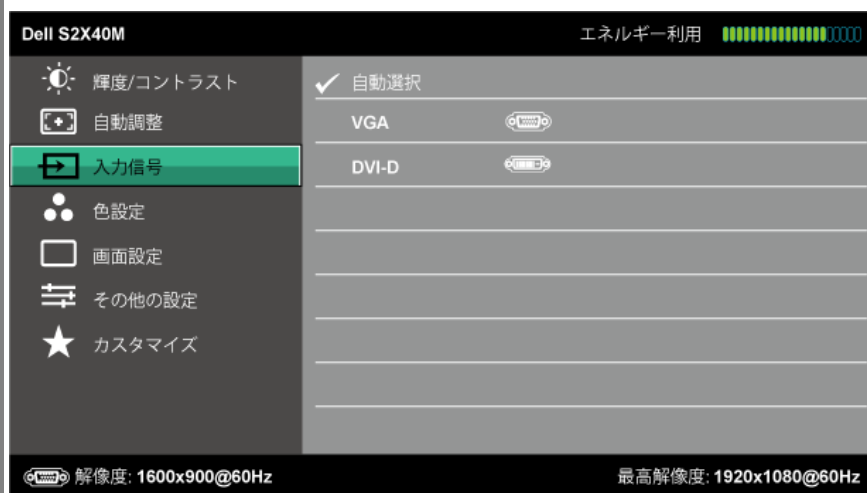 Dell S2X40M エネルギー利用
輝度/コントラスト
自動調整
入力信号
色設定
画面設定
その他の設定
カスタマイズ
自動選択
VGA
DVI-D
解像度: 1600x900@60Hz 最高解像度: 1920x1080@60Hz